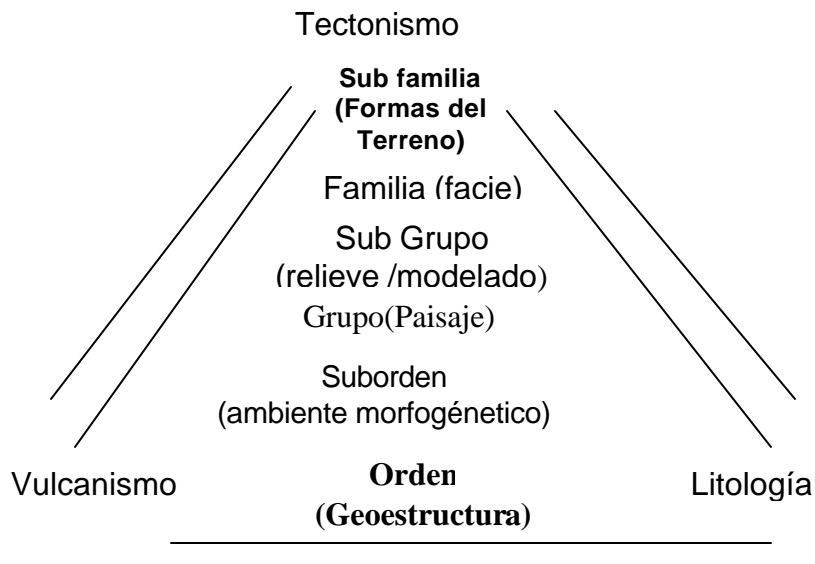 Tectonismo
Sub familia
(Formas del
Terreno)
Familia (facie)
Sub Grupo
(relieve /modelado)
Grupo(Paisaje)
Suborden
(ambiente morfogénetico)
Vulcanismo
Orden
(Geoestructura)
Litología